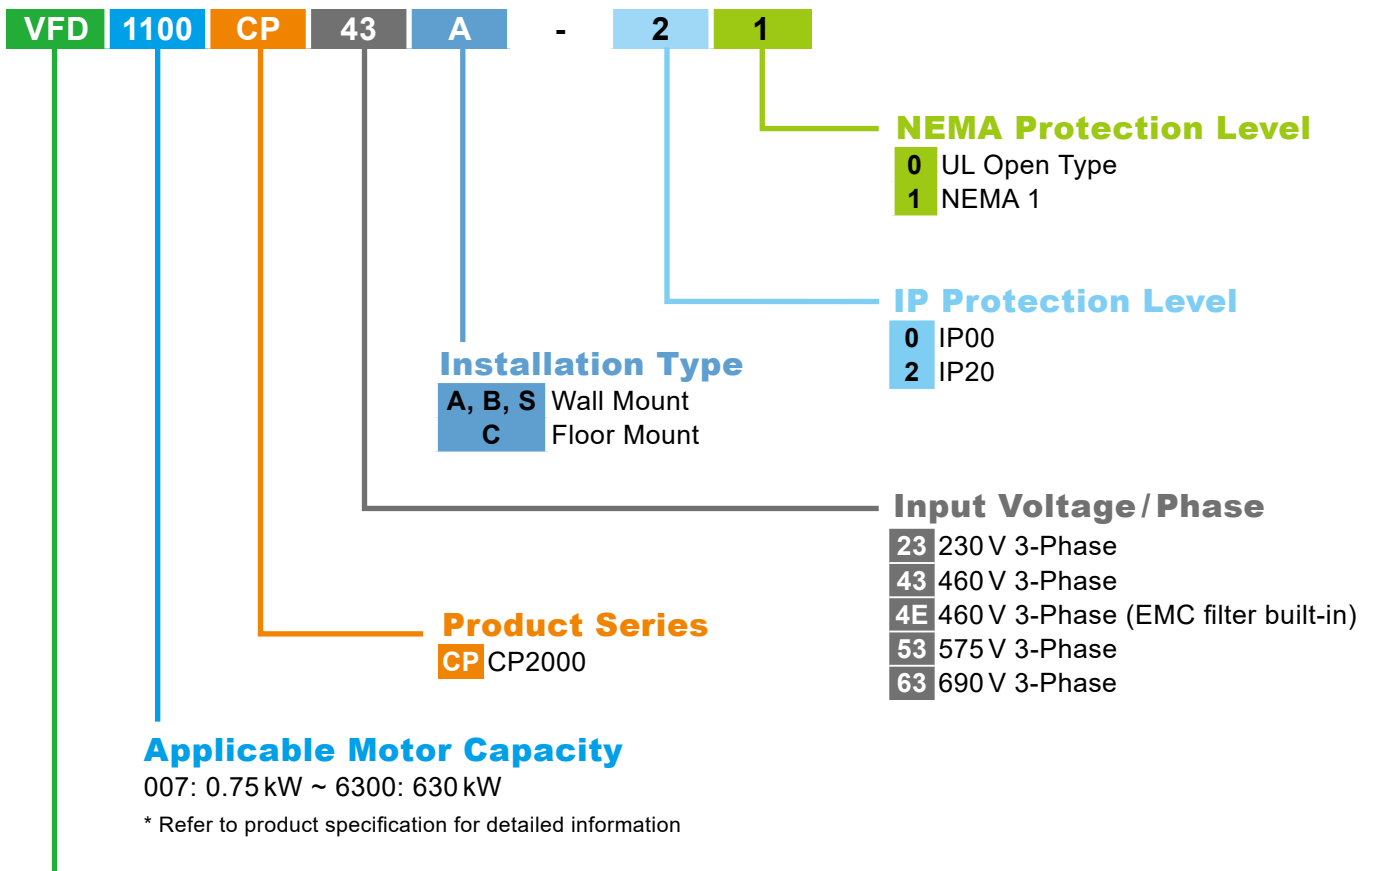 VFD 1100 CP 43 A - 2 1
NEMA Protection Level
0 UL Open Type
1 NEMA 1
IP Protection Level
0 IP00
2 IP20
Installation Type
A, B, S Wall Mount
C Floor Mount
Input Voltage/Phase
23 230 V 3-Phase
43 460 V 3-Phase
4E 460 V 3-Phase (EMC filter built-in)
53 575 V 3-Phase
63 690 V 3-Phase
Product Series
CP CP2000
Applicable Motor Capacity
007: 0.75 kW ~ 6300: 630 kW
* Refer to product specification for detailed information